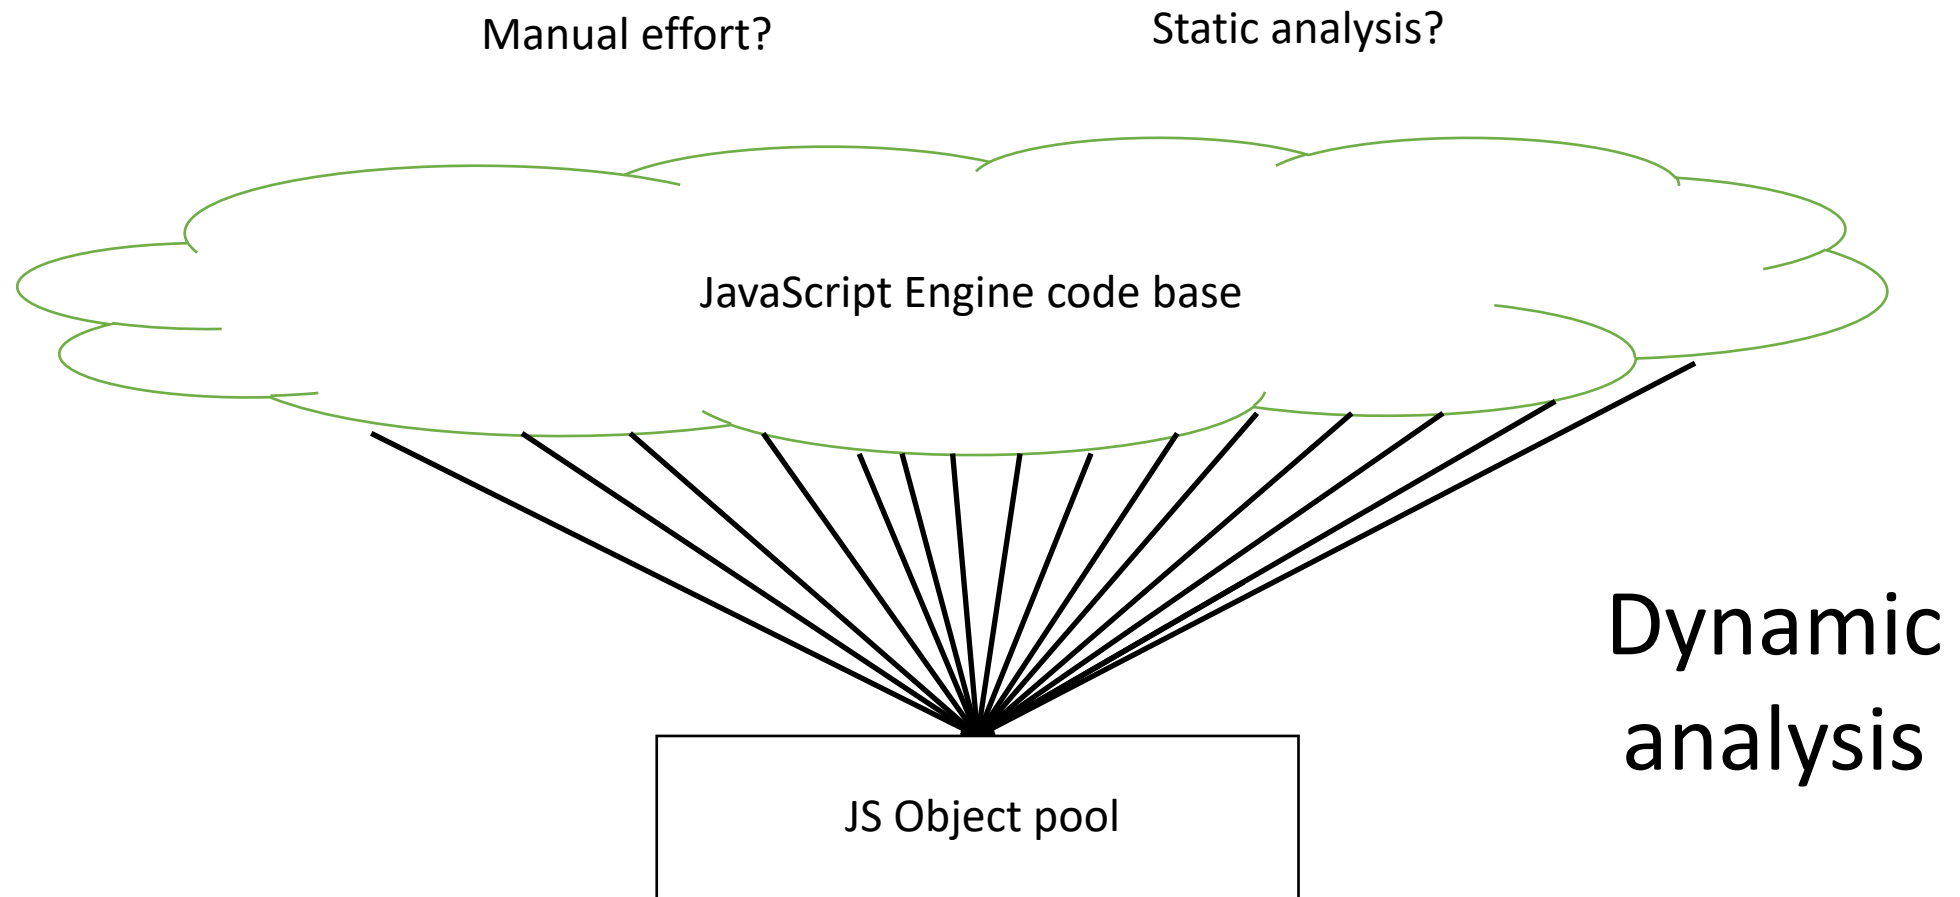 Manual effort?
Static analysis?
JavaScript Engine code base
Dynamic
analysis
JS Object pool